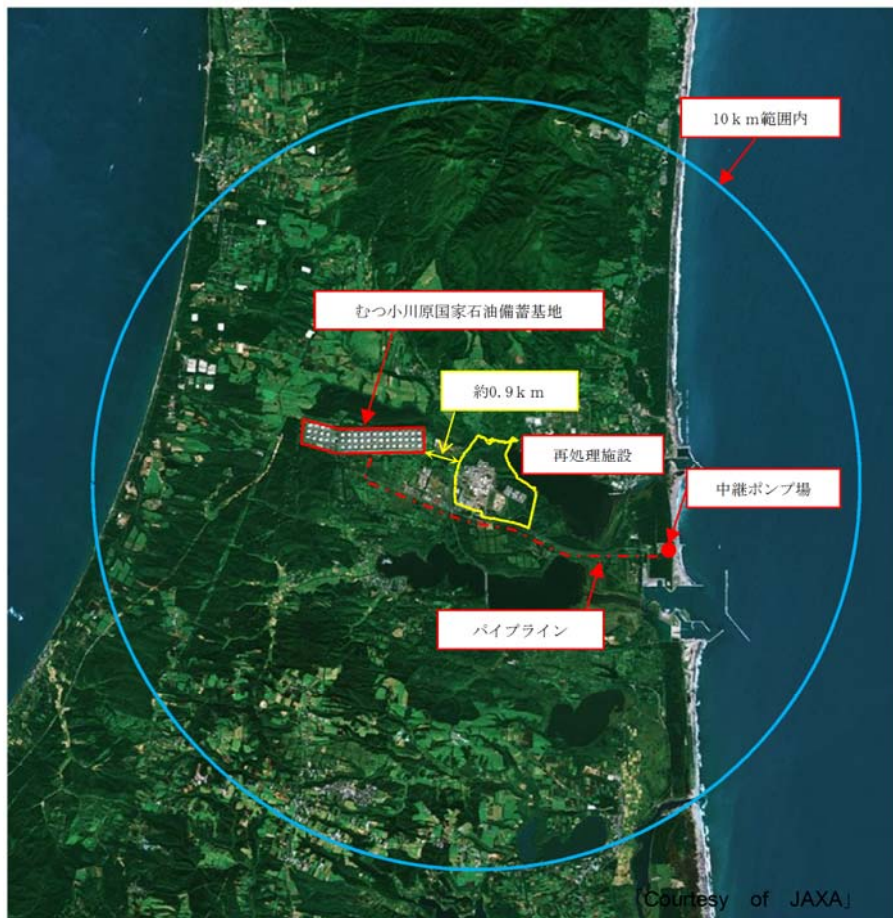 10km範囲内
むつ小川原国家石油備蓄基地
約0.9km
再処理施設
中継ポンプ場
パイプライン
「Courtesy of JAXA」